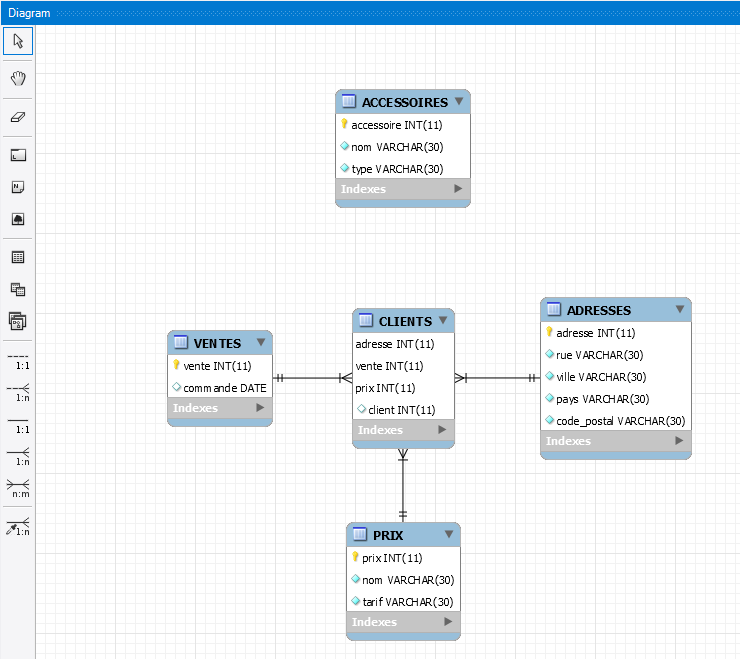 Diagram
ACCESSOIRES
accessoire INT(11)
nom VARCHAR(30)
type VARCHAR(30)
Indexes
VENTES
vente INT(11)
commande DATE
Indexes
CLIENTS
adresse INT(11)
vente INT(11)
prix INT(11)
client INT(11)
Indexes
ADRESSES
adresse INT(11)
rue VARCHAR(30)
ville VARCHAR(30)
pays VARCHAR(30)
code_postal VARCHAR(30)
Indexes
PRIX
prix INT(11)
nom VARCHAR(30)
tarif VARCHAR(30)
Indexes
1:1
1:n
1:1
1:n
n:m
1:n